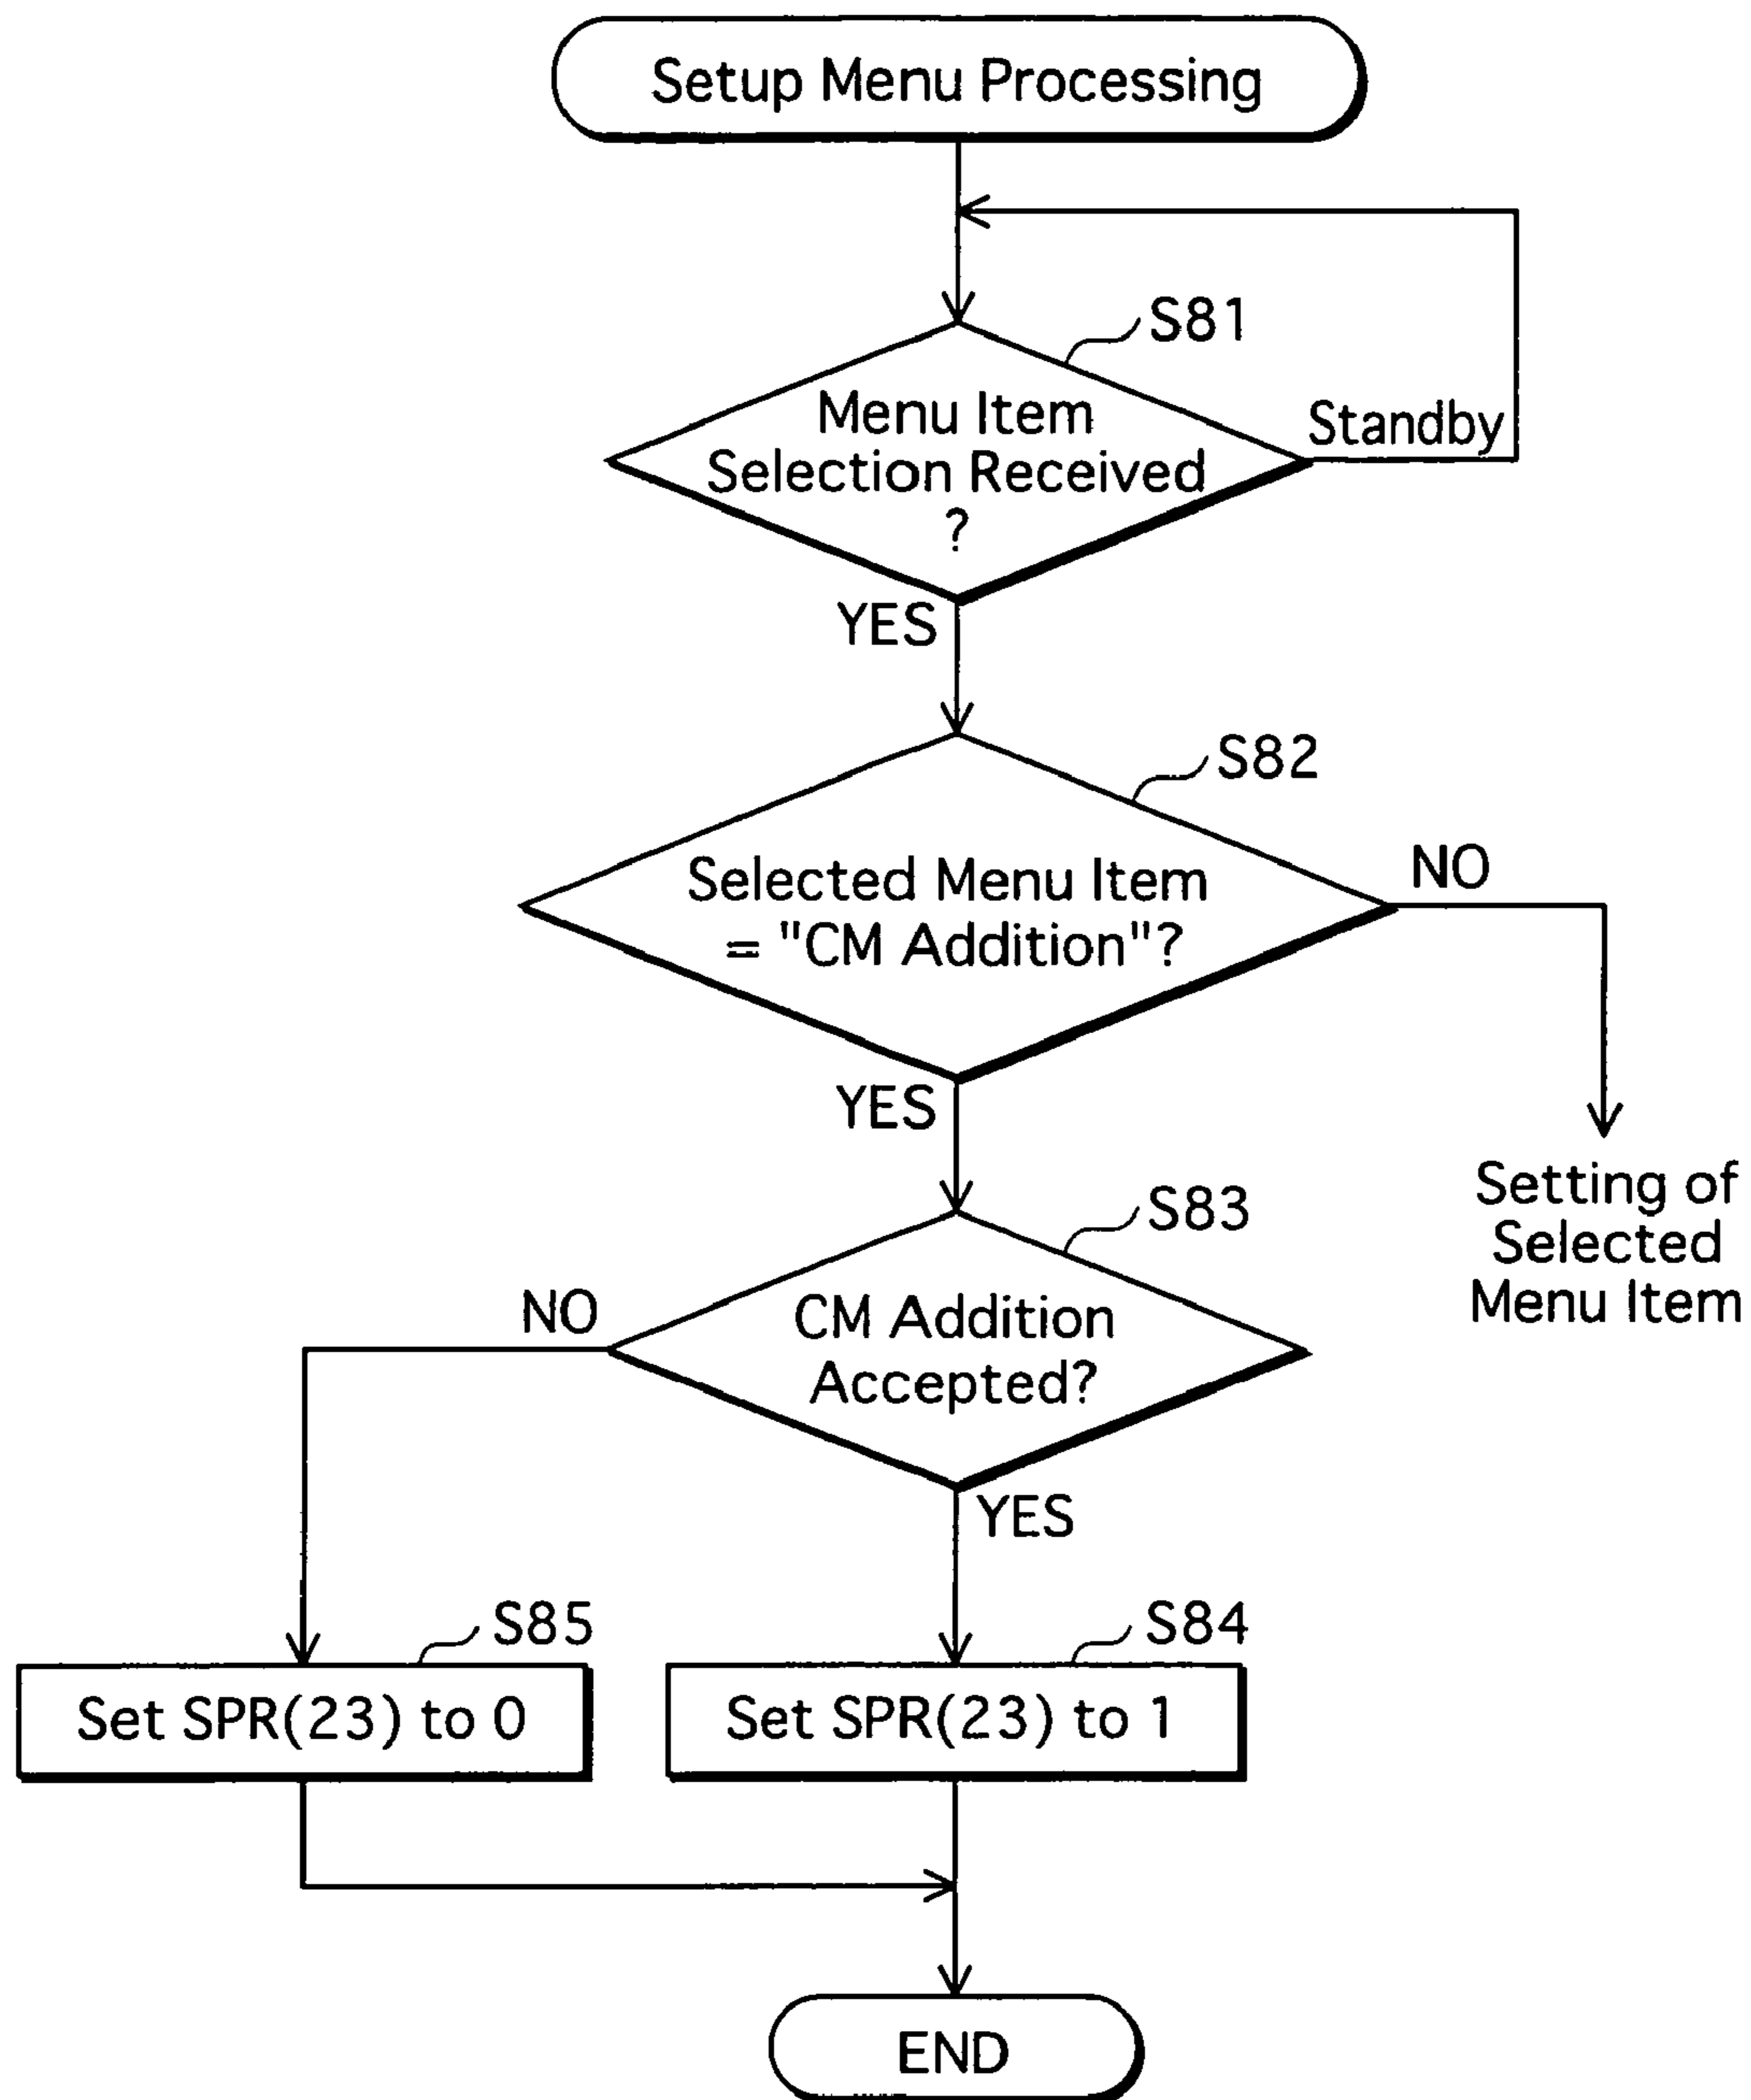 Setup Menu Processing
S81
Menu Item
Selection Received
?
Standby
YES
S82
Selected Menu Item
= "CM Addition"?
NO
YES
Setting of
Selected
Menu Item
S83
CM Addition
Accepted?
NO
YES
S85
Set SPR(23) to 0
S84
Set SPR(23) to 1
END